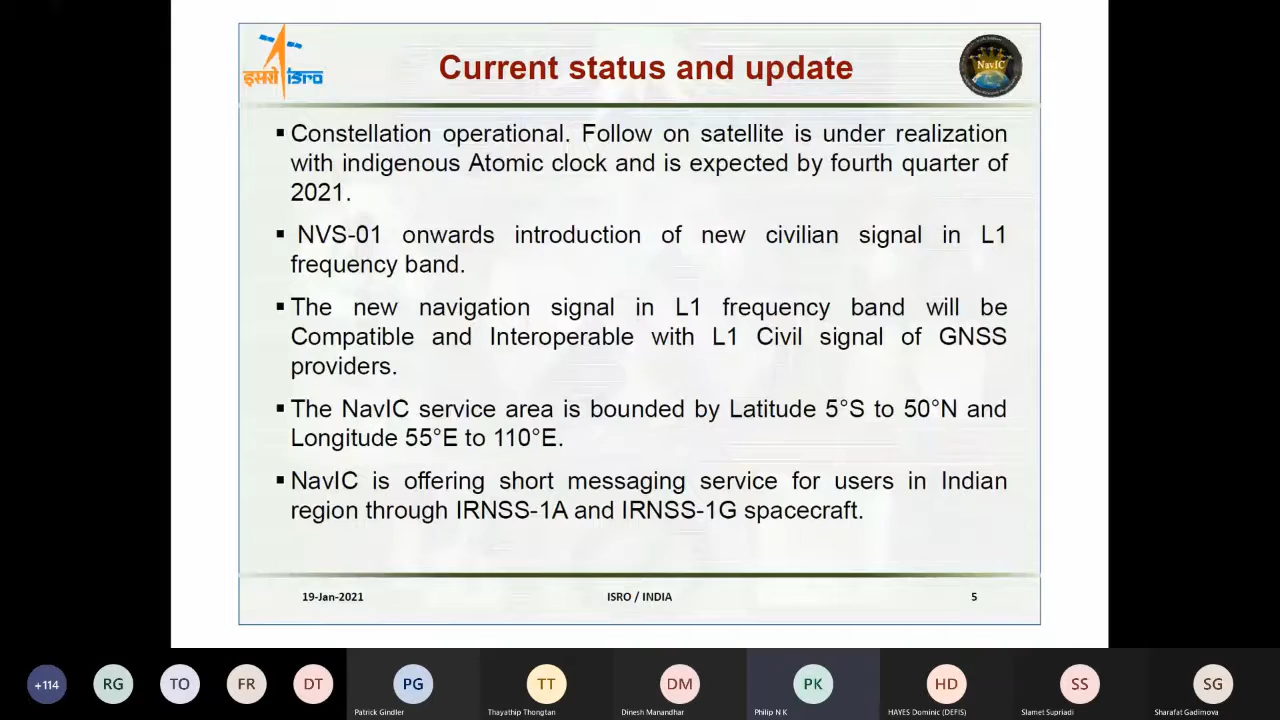 इसरो isro
Current status and update
NavIC
▪ Constellation operational. Follow on satellite is under realization
with indigenous Atomic clock and is expected by fourth quarter of
2021.
▪ NVS-01 onwards introduction of new civilian signal in L1
frequency band.
▪ The new navigation signal in L1 frequency band will be
Compatible and Interoperable with L1 Civil signal of GNSS
providers.
▪ The NavIC service area is bounded by Latitude 5°S to 50°N and
Longitude 55°E to 110°E.
▪ NavIC is offering short messaging service for users in Indian
region through IRNSS-1A and IRNSS-1G spacecraft.
19-Jan-2021 ISRO / INDIA 5
+114 RG TO FR DT PG TT DM PK HD SS SG
Patrick Gindler Thayathip Thongtan Dinesh Manandhar Philip N K HAYES Dominic (DEFIS) Slamet Supriadi Sharafat Gadimova